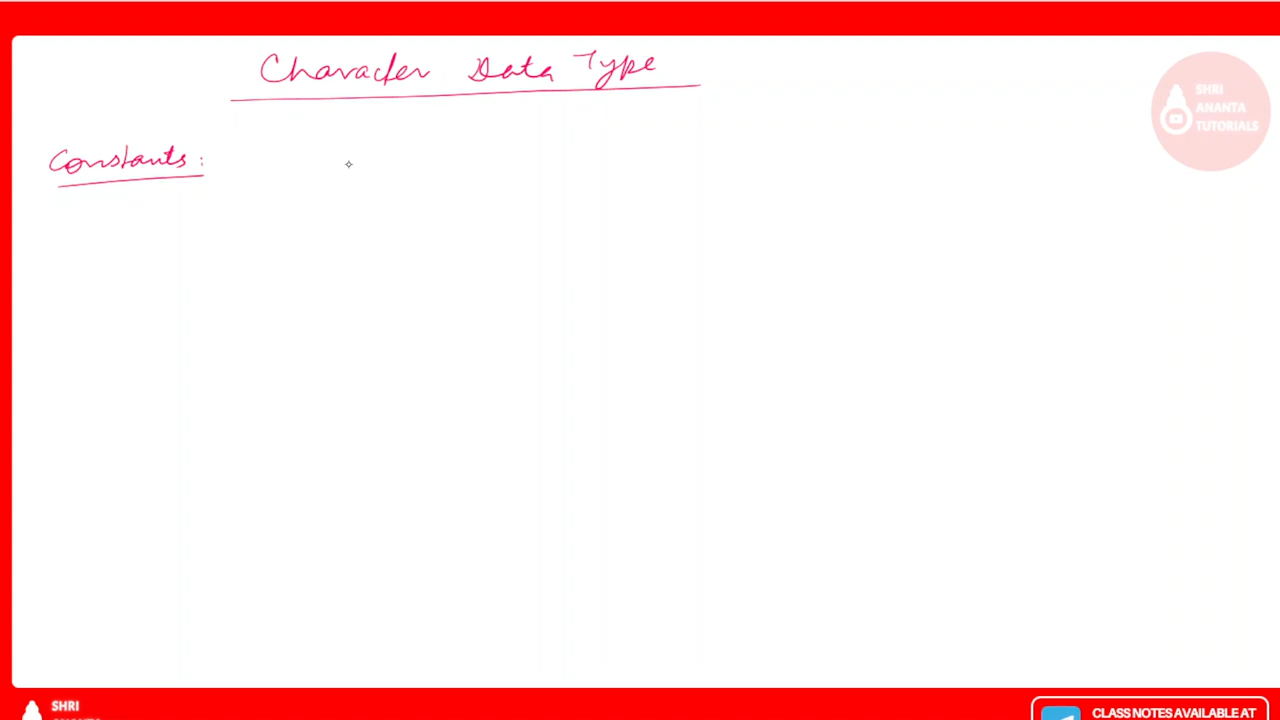 Character Data Type
SHRI
ANANTA
TUTORIALS
Constants :
SHRI
CLASS NOTES AVAILABLE AT